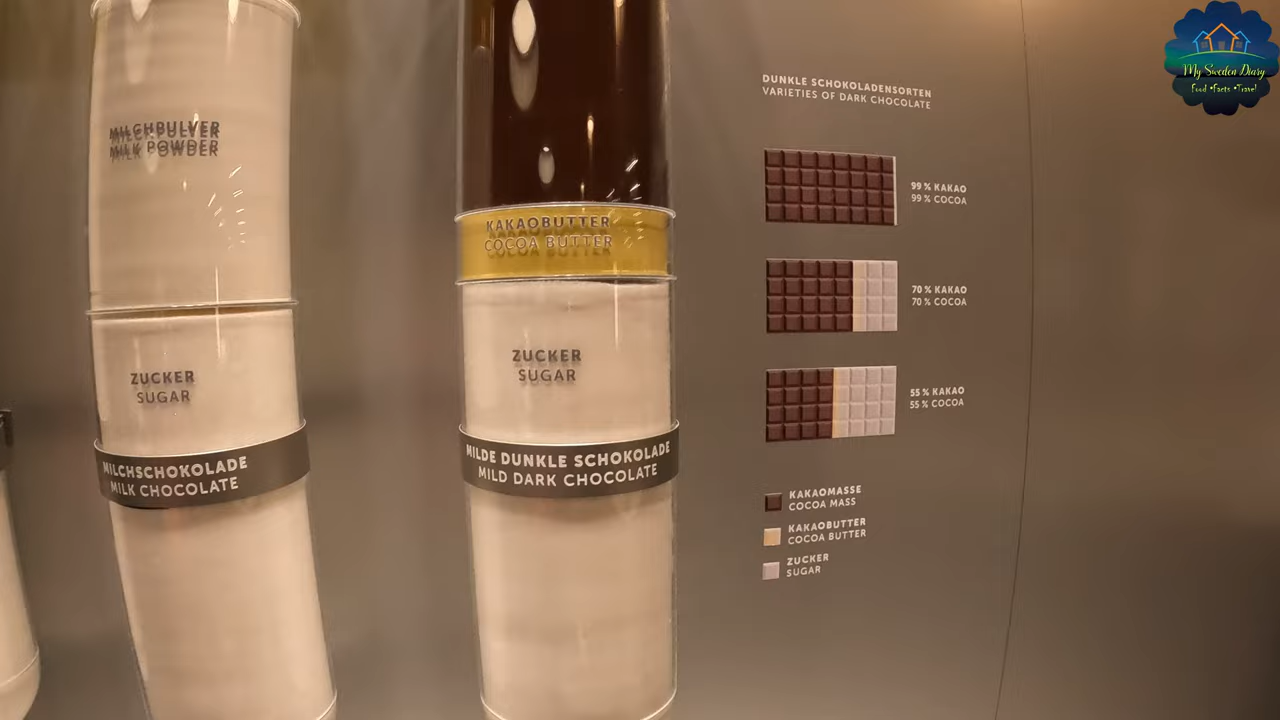 MILCHPULVER
MILK POWDER
ZUCKER
SUGAR
MILCHSCHOKOLADE
MILK CHOCOLATE
KAKAOBUTTER
COCOA BUTTER
ZUCKER
SUGAR
MILDE DUNKLE SCHOKOLADE
MILD DARK CHOCOLATE
DUNKLE SCHOKOLADENSORTEN
VARIETIES OF DARK CHOCOLATE
99 % KAKAO
99 % COCOA
70 % KAKAO
70 % COCOA
55 % KAKAO
55 % COCOA
KAKAOMASSE
COCOA MASS
KAKAOBUTTER
COCOA BUTTER
ZUCKER
SUGAR
My Sweden Diary
Food •Facts •Travel